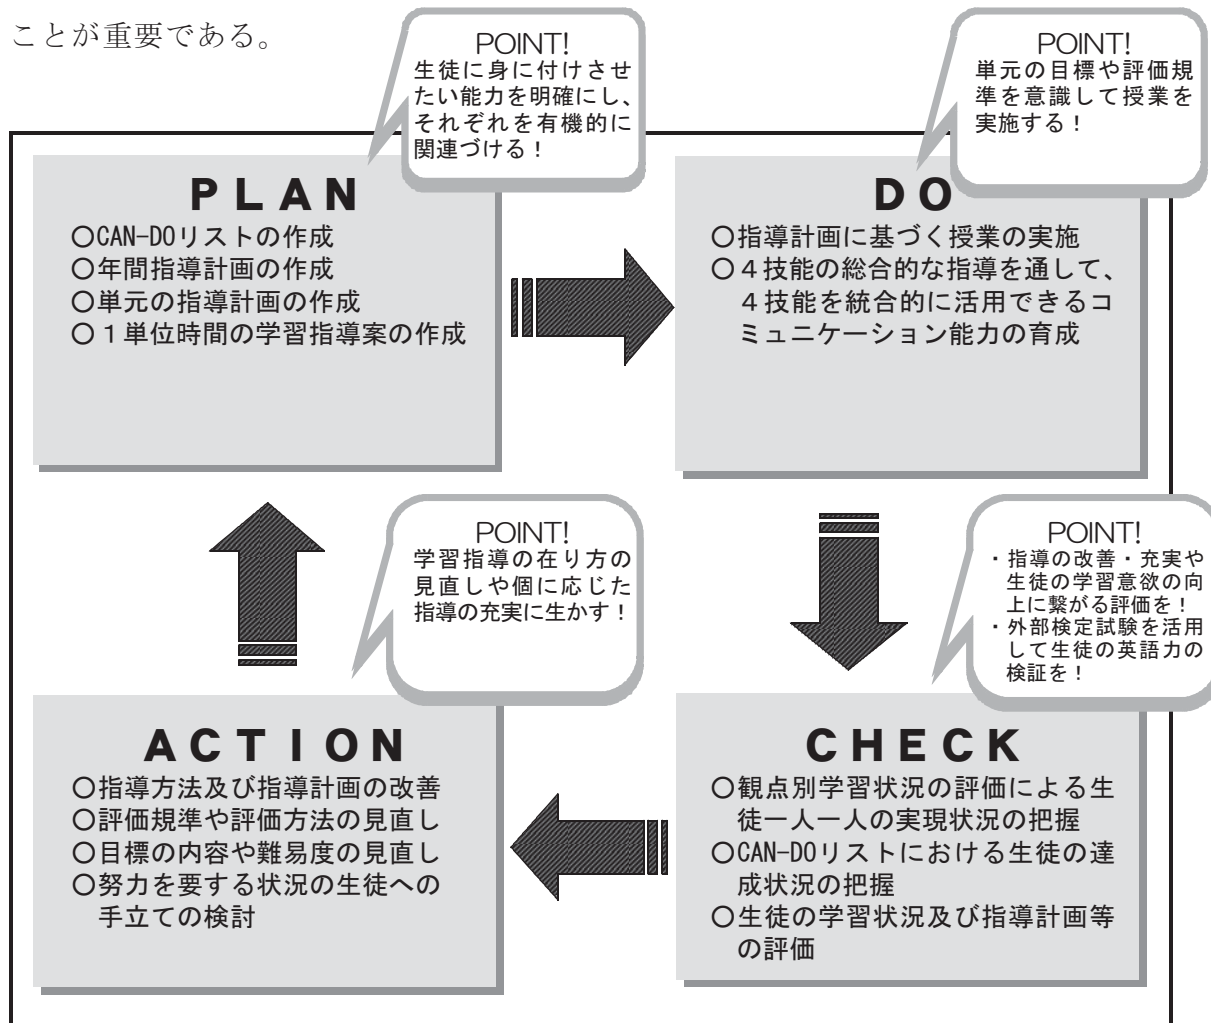 ことが重要である。
POINT!
生徒に身に付けさせ
たい能力を明確にし、
それぞれを有機的に
関連づける！
POINT!
単元の目標や評価規
準を意識して授業を
実施する！
ＰＬＡＮ
○CAN-DOリストの作成
○年間指導計画の作成
○単元の指導計画の作成
○１単位時間の学習指導案の作成
ＤＯ
○指導計画に基づく授業の実施
○４技能の総合的な指導を通して、
４技能を統合的に活用できるコ
ミュニケーション能力の育成
POINT!
学習指導の在り方の
見直しや個に応じた
指導の充実に生かす！
POINT!
・指導の改善・充実や
生徒の学習意欲の向
上に繋がる評価を！
・外部検定試験を活用
して生徒の英語力の
検証を！
ＡＣＴＩＯＮ
○指導方法及び指導計画の改善
○評価規準や評価方法の見直し
○目標の内容や難易度の見直し
○努力を要する状況の生徒への
手立ての検討
ＣＨＥＣＫ
○観点別学習状況の評価による生
徒一人一人の実現状況の把握
○CAN-DOリストにおける生徒の達
成状況の把握
○生徒の学習状況及び指導計画等
の評価